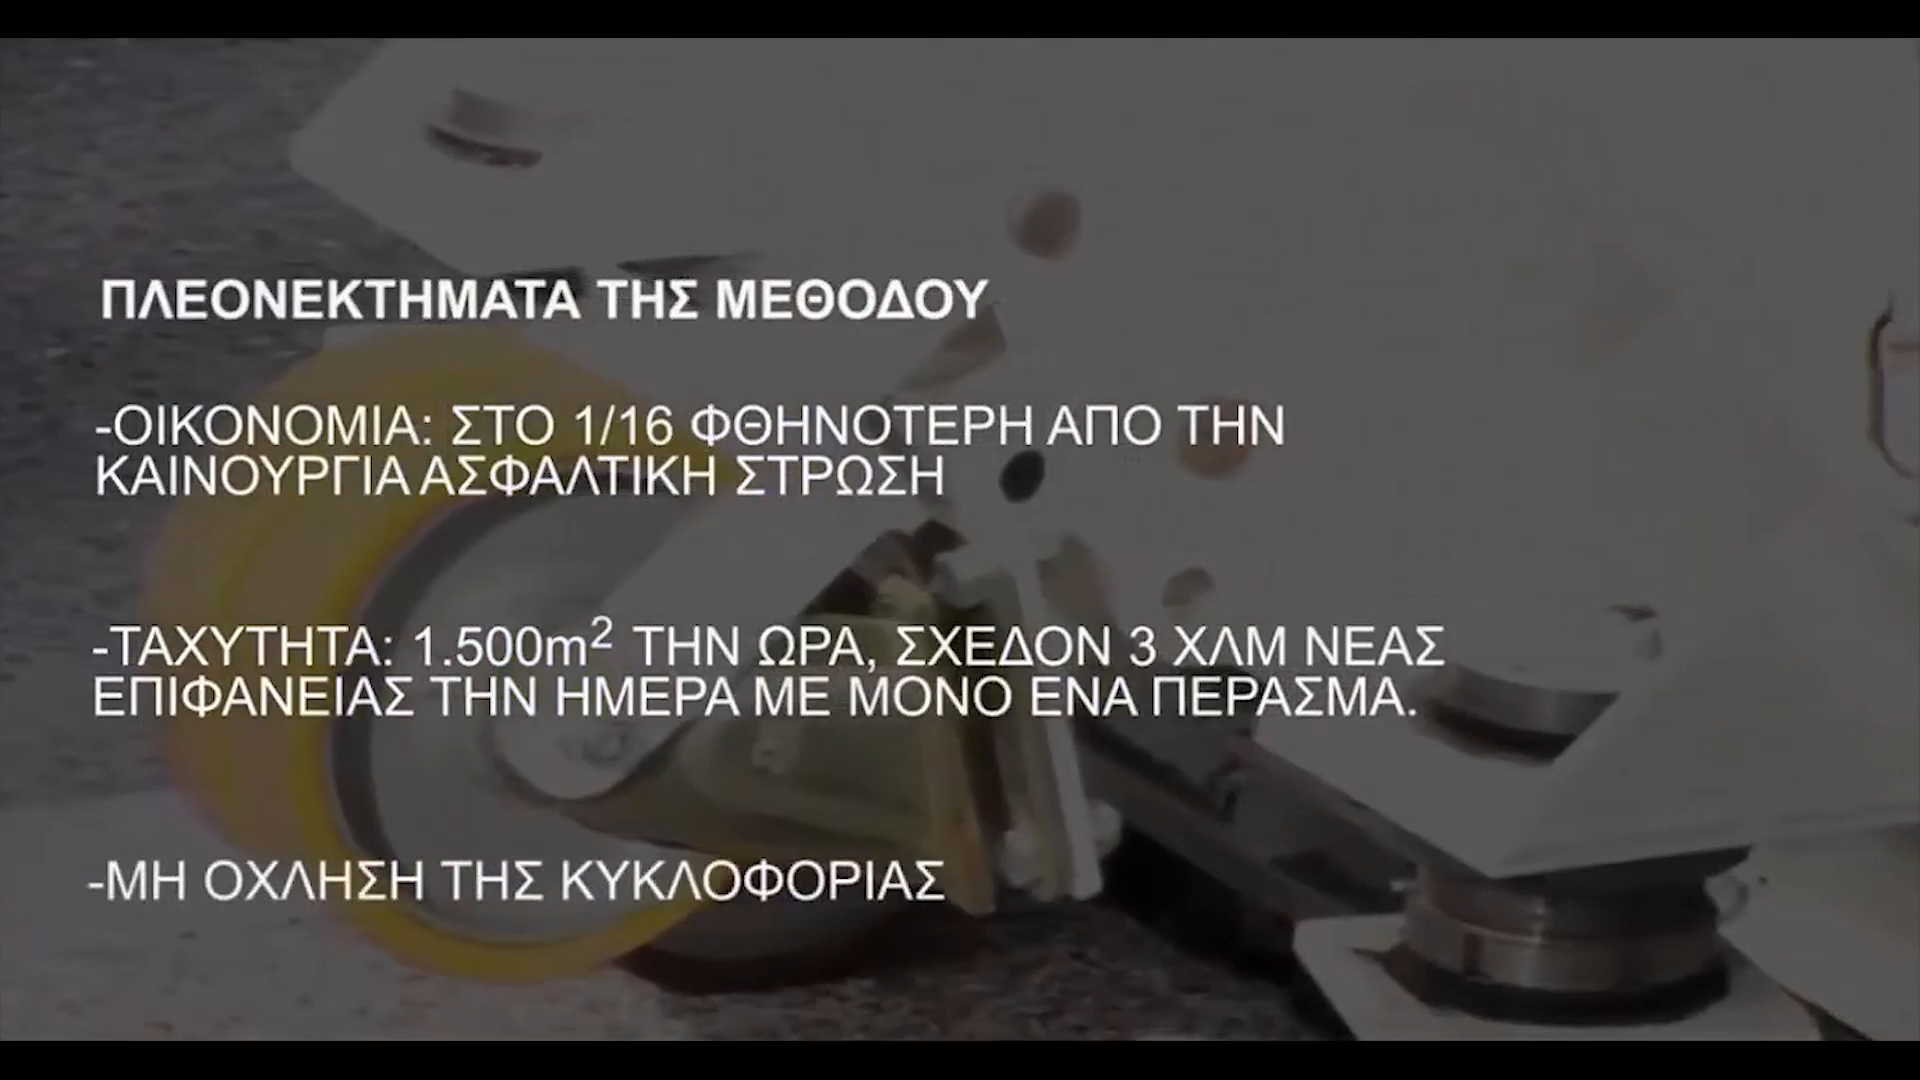 ΠΛΕΟΝΕΚΤΗΜΑΤΑ ΤΗΣ ΜΕΘΟΔΟΥ
-ΟΙΚΟΝΟΜΙΑ: ΣΤΟ 1/16 ΦΘΗΝΟΤΕΡΗ ΑΠΟ ΤΗΝ
ΚΑΙΝΟΥΡΓΙΑ ΑΣΦΑΛΤΙΚΗ ΣΤΡΩΣΗ
-ΤΑΧΥΤΗΤΑ: 1.500m² ΤΗΝ ΩΡΑ, ΣΧΕΔΟΝ 3 ΧΛΜ ΝΕΑΣ
ΕΠΙΦΑΝΕΙΑΣ ΤΗΝ ΗΜΕΡΑ ΜΕ ΜΟΝΟ ΕΝΑ ΠΕΡΑΣΜΑ.
-ΜΗ ΟΧΛΗΣΗ ΤΗΣ ΚΥΚΛΟΦΟΡΙΑΣ